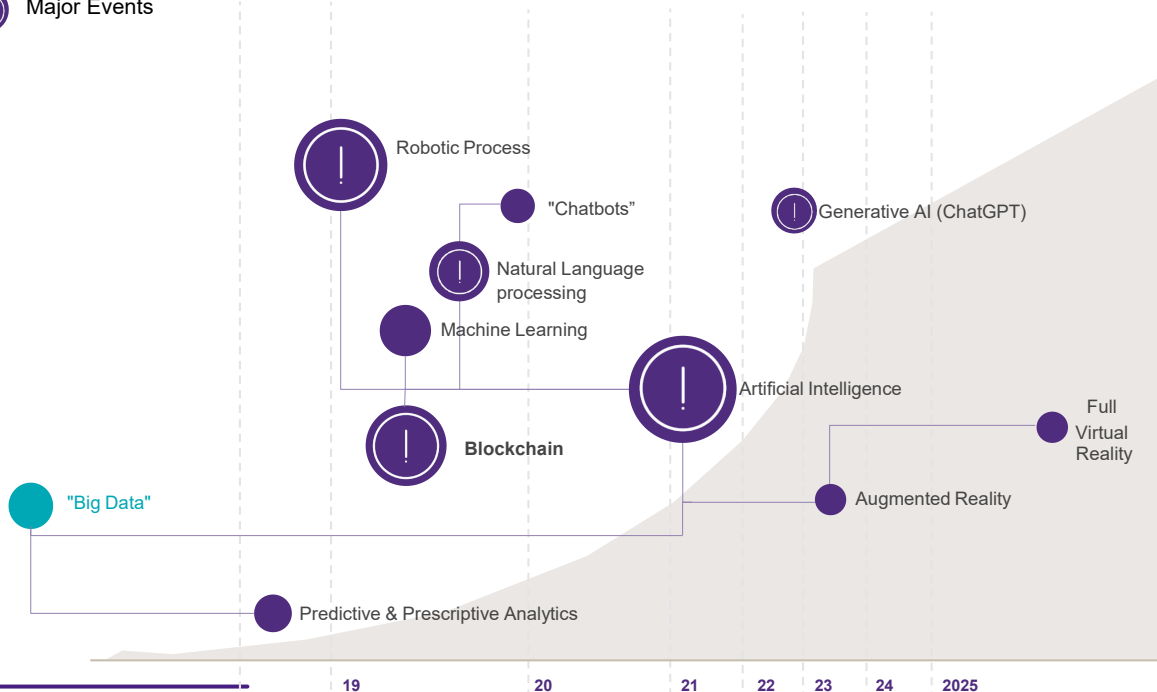 Major Events
Robotic Process
"Chatbots”
Generative AI (ChatGPT)
Natural Language
processing
Machine Learning
Artificial Intelligence
Full
Virtual
Reality
Blockchain
"Big Data"
Augmented Reality
Predictive & Prescriptive Analytics
19
20
21
22
23
24
2025